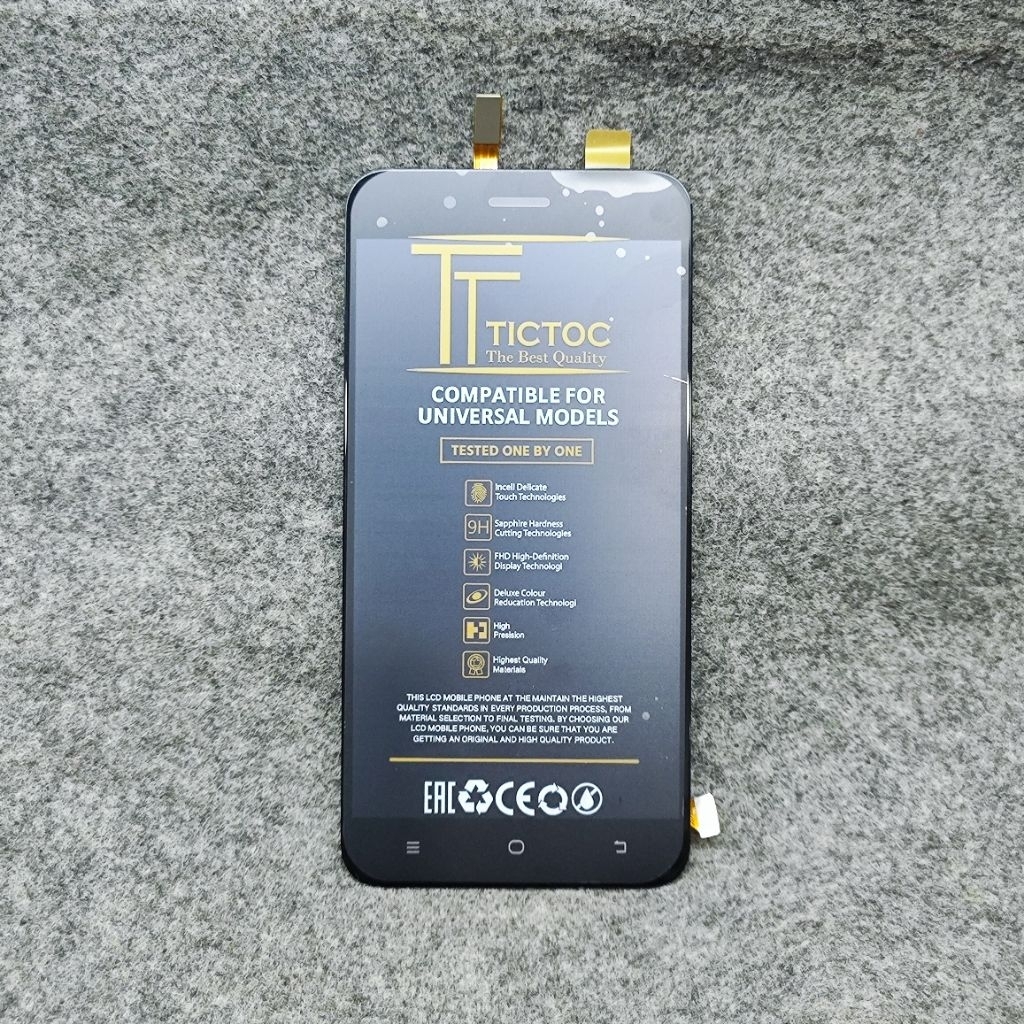 TT TICTOC
The Best Quality
COMPATIBLE FOR
UNIVERSAL MODELS
TESTED ONE BY ONE
Incell Delicate
Touch Technologies
9H
Sapphire Hardness
Cutting Technologies
FHD High-Definition
Display Technologi
Deluxe Colour
Reducation Technologi
High
Presision
Highest Quality
Materials
THIS LCD MOBILE PHONE AT THE MAINTAIN THE HIGHEST
QUALITY STANDARDS IN EVERY PRODUCTION PROCESS, FROM
MATERIAL SELECTION TO FINAL TESTING. BY CHOOSING OUR
LCD MOBILE PHONE, YOU CAN BE SURE THAT YOU ARE
GETTING AN ORIGINAL AND HIGH QUALITY PRODUCT.
EAC CE